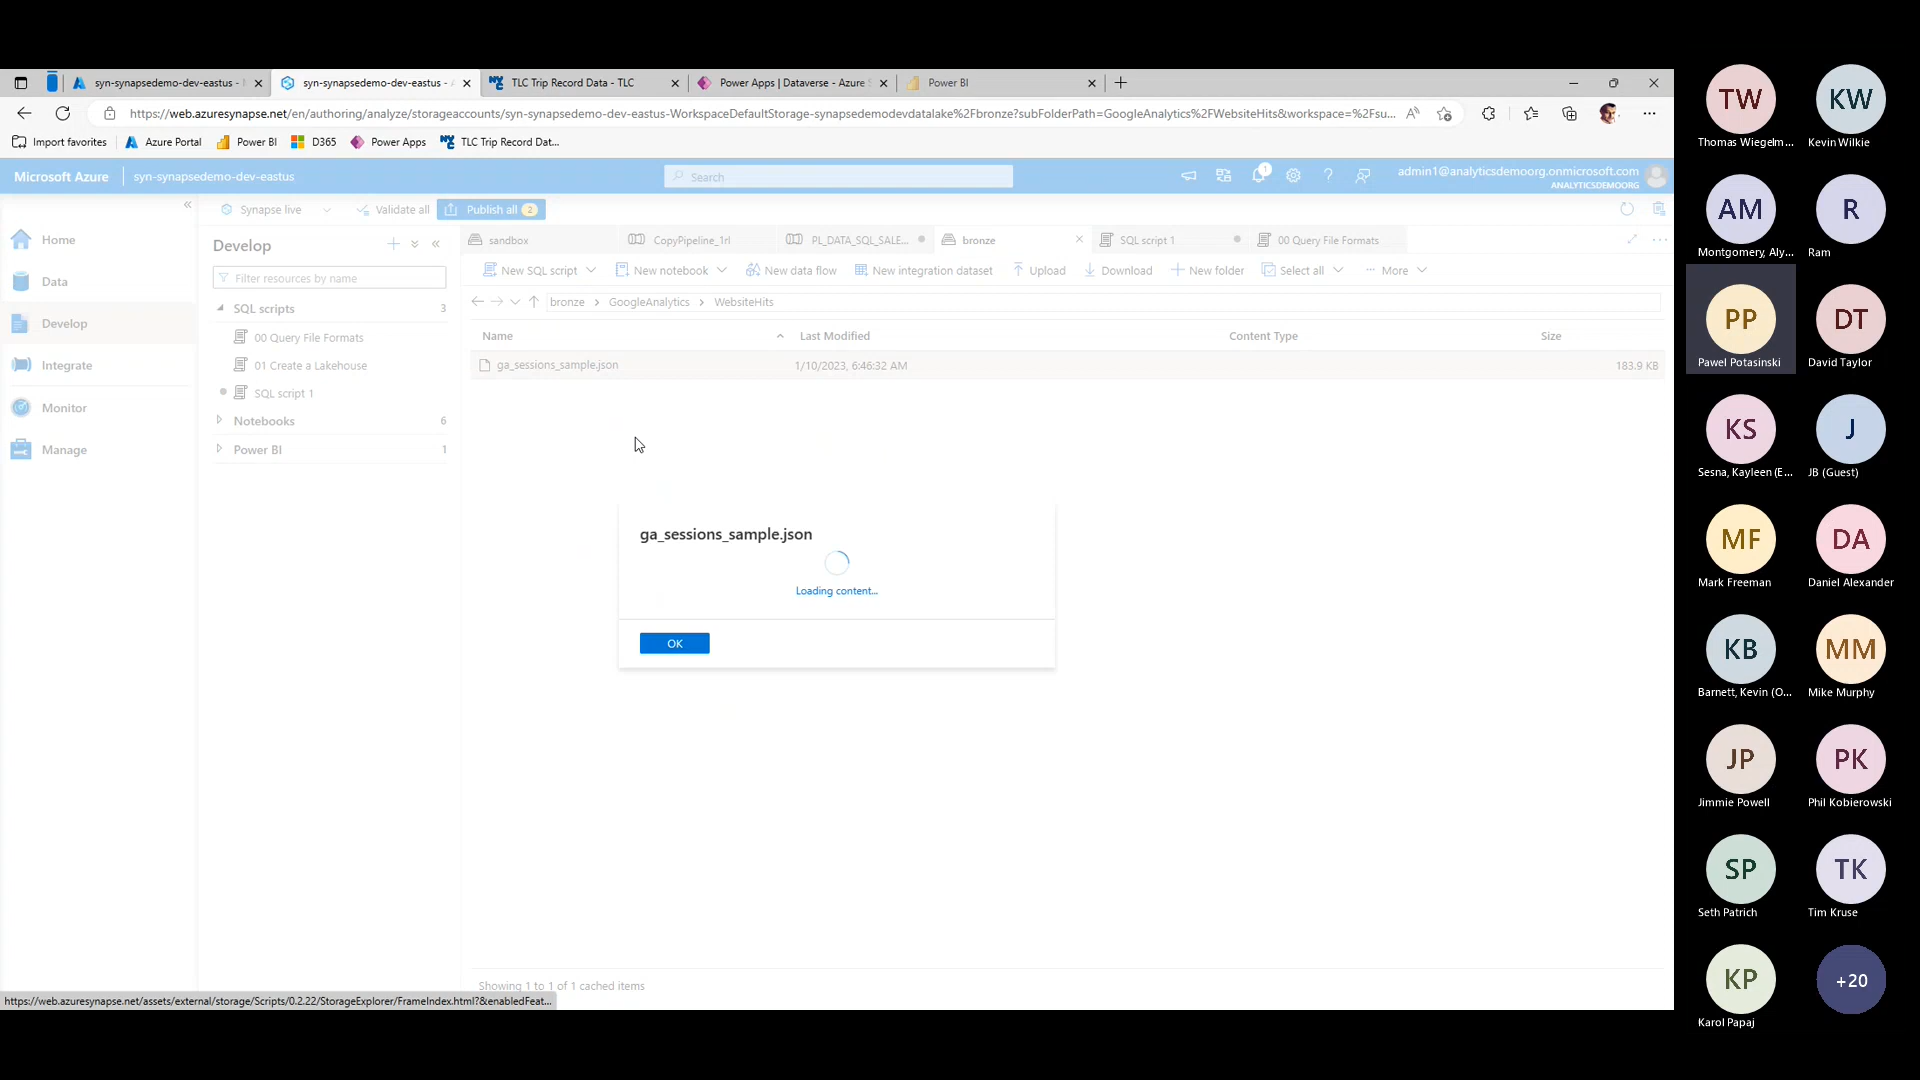 syn-synapsedemo-dev-eastus -
syn-synapsedemo-dev-eastus -
TLC Trip Record Data - TLC
Power Apps | Dataverse - Azure S
Power BI
https://web.azuresynapse.net/en/authoring/analyze/storageaccounts/syn-synapsedemo-dev-eastus-WorkspaceDefaultStorage-synapsedemodevdatalake%2Fbronze?subFolderPath=GoogleAnalytics%2FWebsiteHits&workspace=%2Fsu...
Import favorites
Azure Portal
Power BI
D365
Power Apps
TLC Trip Record Dat...
Microsoft Azure
syn-synapsedemo-dev-eastus
Search
1
admin1@analyticsdemoorg.onmicrosoft.com
ANALYTICSDEMOORG
Synapse live
Validate all
Publish all 2
Home
Data
Develop
Integrate
Monitor
Manage
Develop
Filter resources by name
SQL scripts 3
00 Query File Formats
01 Create a Lakehouse
SQL script 1
Notebooks 6
Power BI 1
sandbox
CopyPipeline_1rl
PL_DATA_SQL_SALE...
bronze
SQL script 1
00 Query File Formats
New SQL script
New notebook
New data flow
New integration dataset
Upload
Download
New folder
Select all
More
bronze
GoogleAnalytics
WebsiteHits
Name
Last Modified
Content Type
Size
ga_sessions_sample.json
1/10/2023, 6:46:32 AM
183.9 KB
ga_sessions_sample.json
Loading content...
OK
Showing 1 to 1 of 1 cached items
https://web.azuresynapse.net/assets/external/storage/Scripts/0.2.22/StorageExplorer/FrameIndex.html?&enabledFeat...
TW
Thomas Wiegelm...
KW
Kevin Wilkie
AM
Montgomery, Aly...
R
Ram
PP
Pawel Potasinski
DT
David Taylor
KS
Sesna, Kayleen (E...
J
JB (Guest)
MF
Mark Freeman
DA
Daniel Alexander
KB
Barnett, Kevin (O...
MM
Mike Murphy
JP
Jimmie Powell
PK
Phil Kobierowski
SP
Seth Patrich
TK
Tim Kruse
KP
Karol Papaj
+20